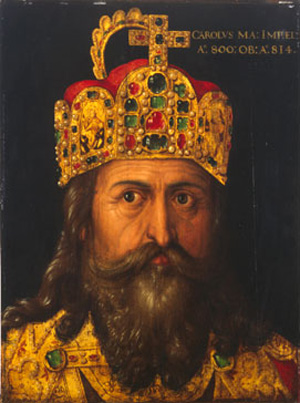 CAROLVS MA: IMPER:
A°. 800: OB: A°. 814.